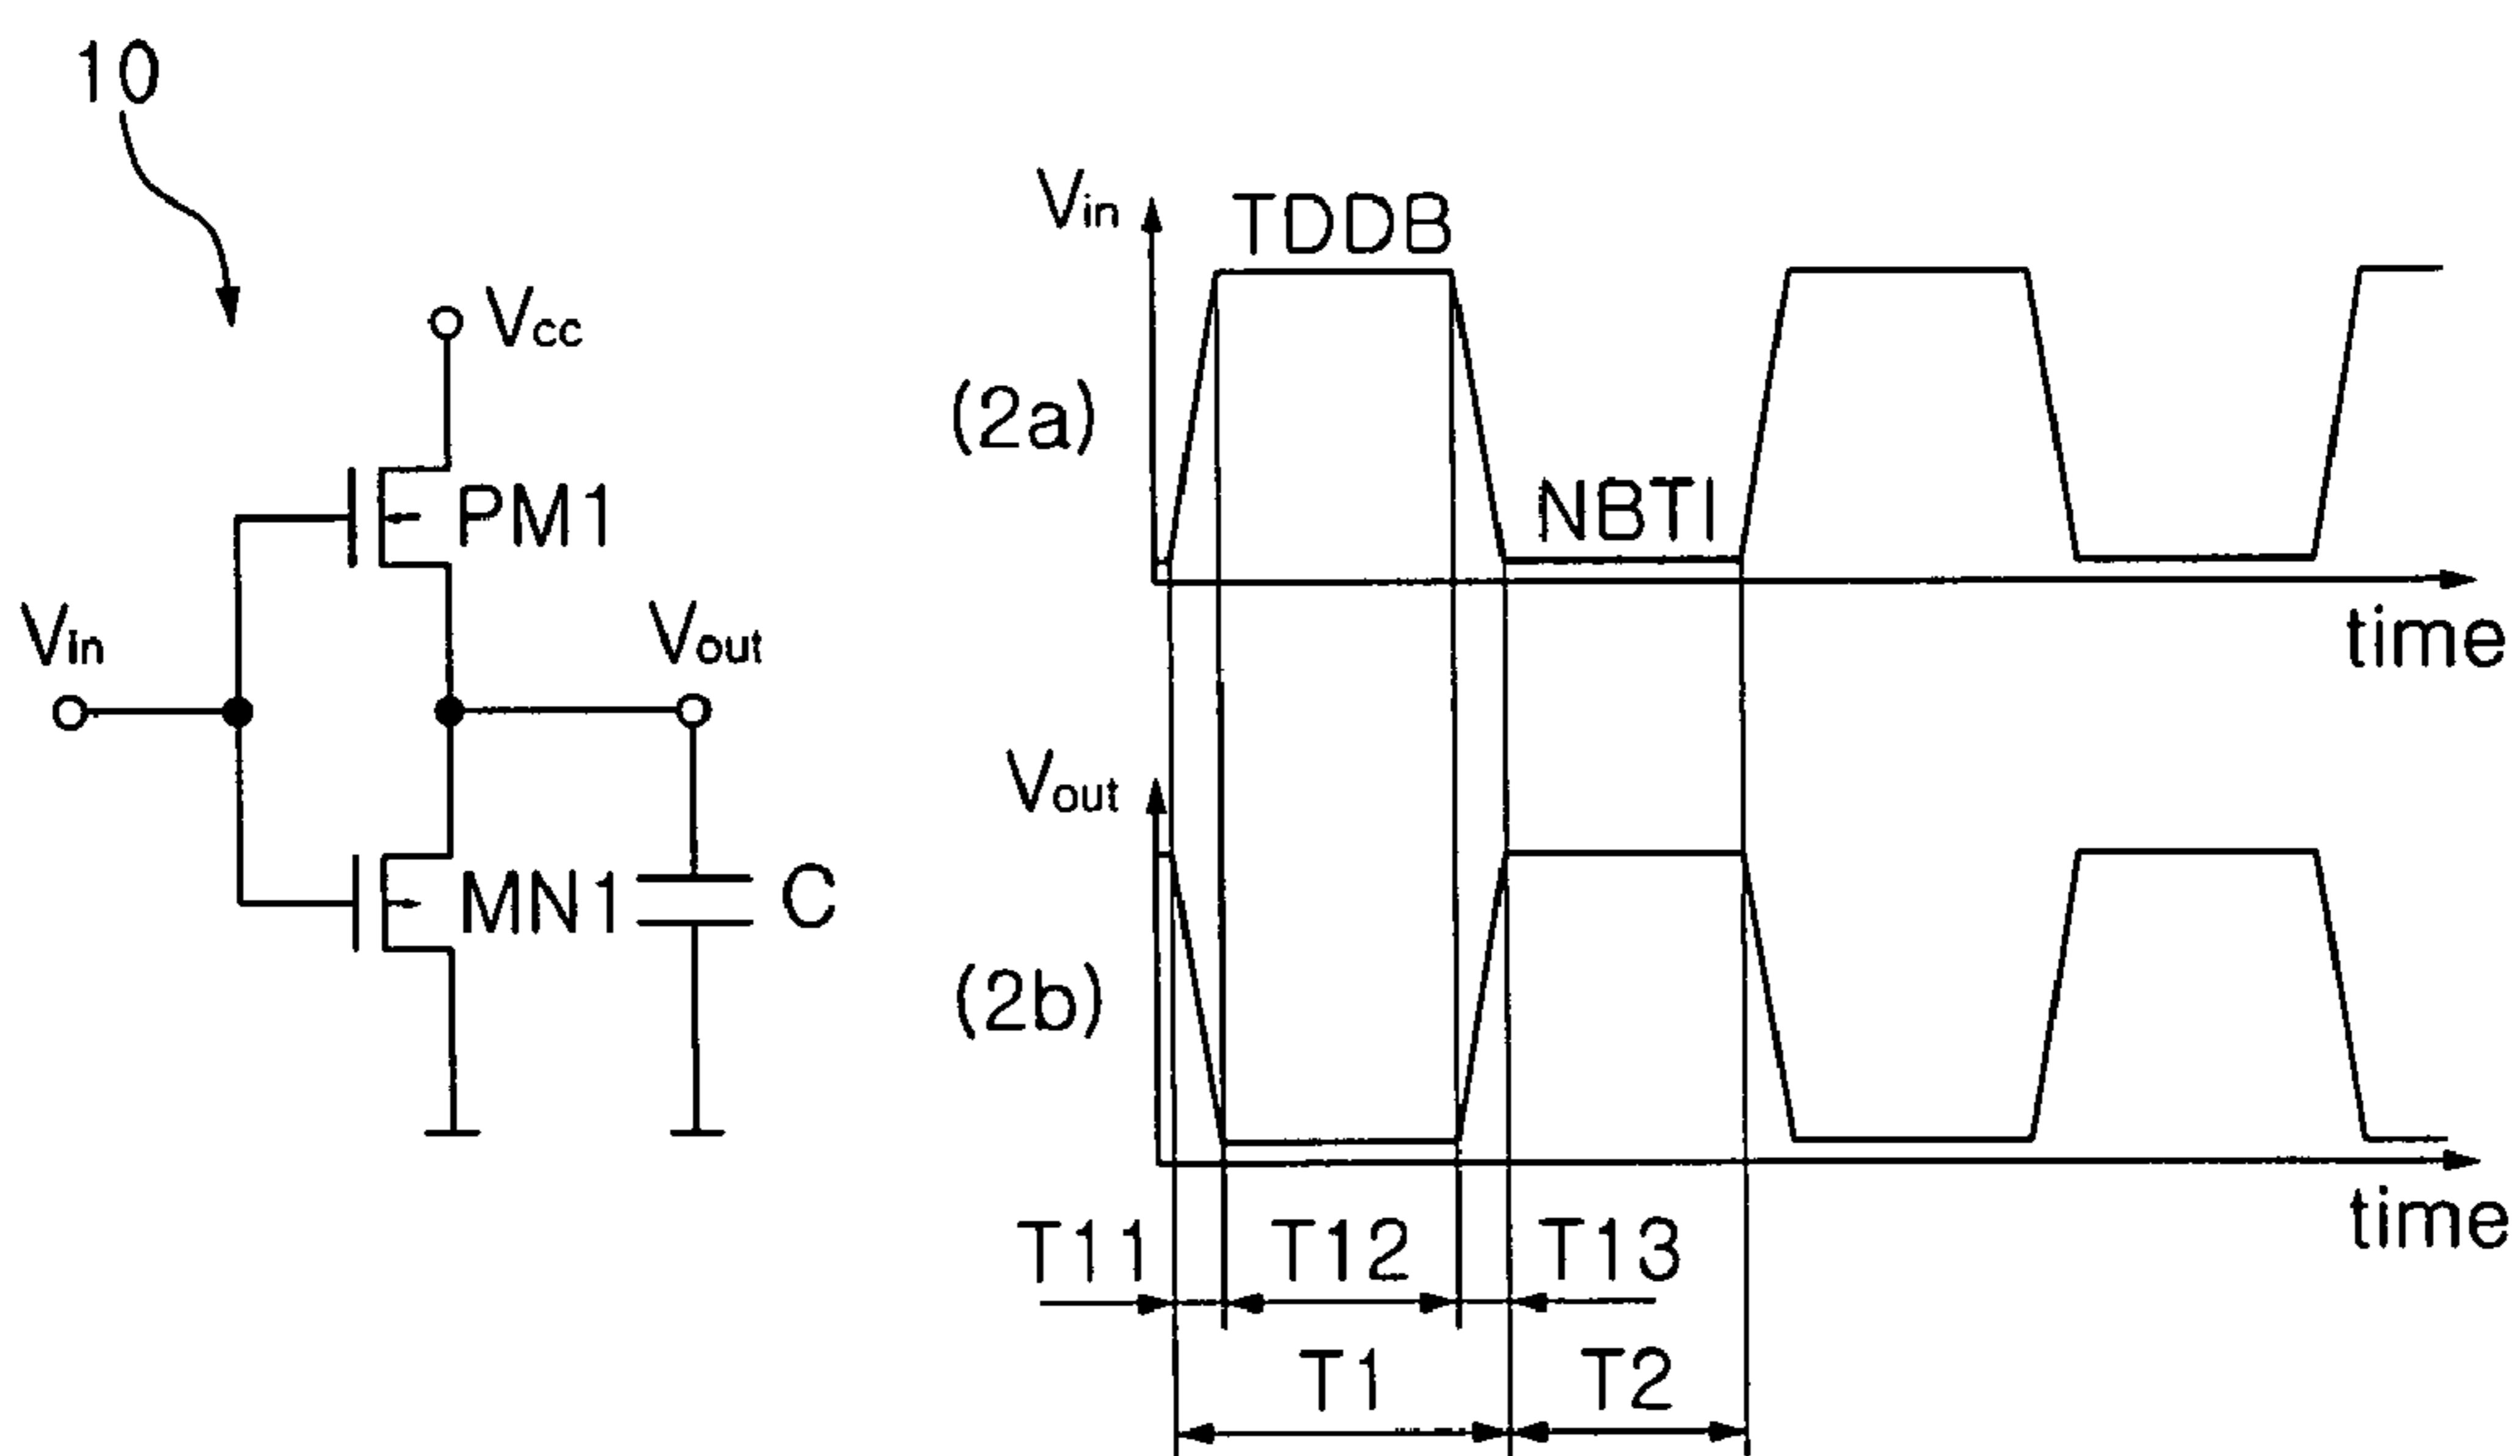 10
Vcc
PM1
Vin
Vout
MN1
C
Vin
TDDB
(2a)
NBTI
time
Vout
(2b)
time
T11
T12
T13
T1
T2